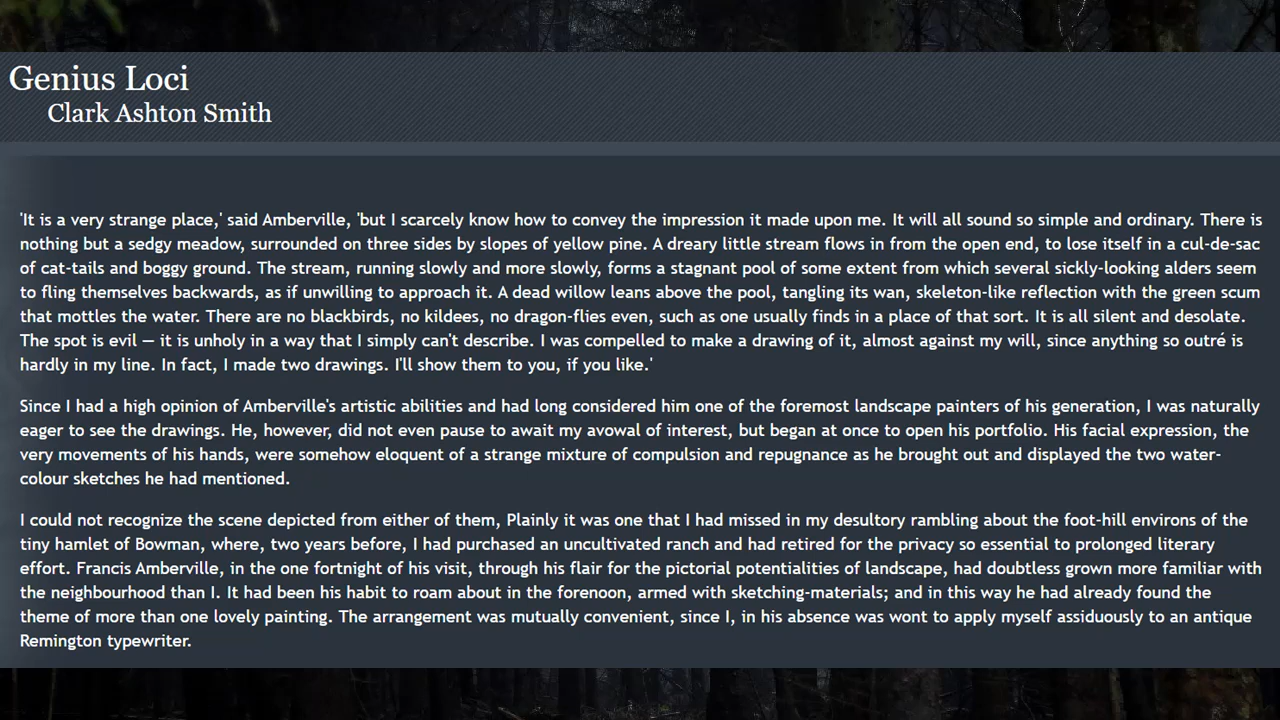 Genius Loci
Clark Ashton Smith
'It is a very strange place,' said Amberville, 'but I scarcely know how to convey the impression it made upon me. It will all sound so simple and ordinary. There is
nothing but a sedgy meadow, surrounded on three sides by slopes of yellow pine. A dreary little stream flows in from the open end, to lose itself in a cul-de-sac
of cat-tails and boggy ground. The stream, running slowly and more slowly, forms a stagnant pool of some extent from which several sickly-looking alders seem
to fling themselves backwards, as if unwilling to approach it. A dead willow leans above the pool, tangling its wan, skeleton-like reflection with the green scum
that mottles the water. There are no blackbirds, no kildees, no dragon-flies even, such as one usually finds in a place of that sort. It is all silent and desolate.
The spot is evil — it is unholy in a way that I simply can't describe. I was compelled to make a drawing of it, almost against my will, since anything so outré is
hardly in my line. In fact, I made two drawings. I'll show them to you, if you like.'
Since I had a high opinion of Amberville's artistic abilities and had long considered him one of the foremost landscape painters of his generation, I was naturally
eager to see the drawings. He, however, did not even pause to await my avowal of interest, but began at once to open his portfolio. His facial expression, the
very movements of his hands, were somehow eloquent of a strange mixture of compulsion and repugnance as he brought out and displayed the two water-
colour sketches he had mentioned.
I could not recognize the scene depicted from either of them, Plainly it was one that I had missed in my desultory rambling about the foot-hill environs of the
tiny hamlet of Bowman, where, two years before, I had purchased an uncultivated ranch and had retired for the privacy so essential to prolonged literary
effort. Francis Amberville, in the one fortnight of his visit, through his flair for the pictorial potentialities of landscape, had doubtless grown more familiar with
the neighbourhood than I. It had been his habit to roam about in the forenoon, armed with sketching-materials; and in this way he had already found the
theme of more than one lovely painting. The arrangement was mutually convenient, since I, in his absence was wont to apply myself assiduously to an antique
Remington typewriter.